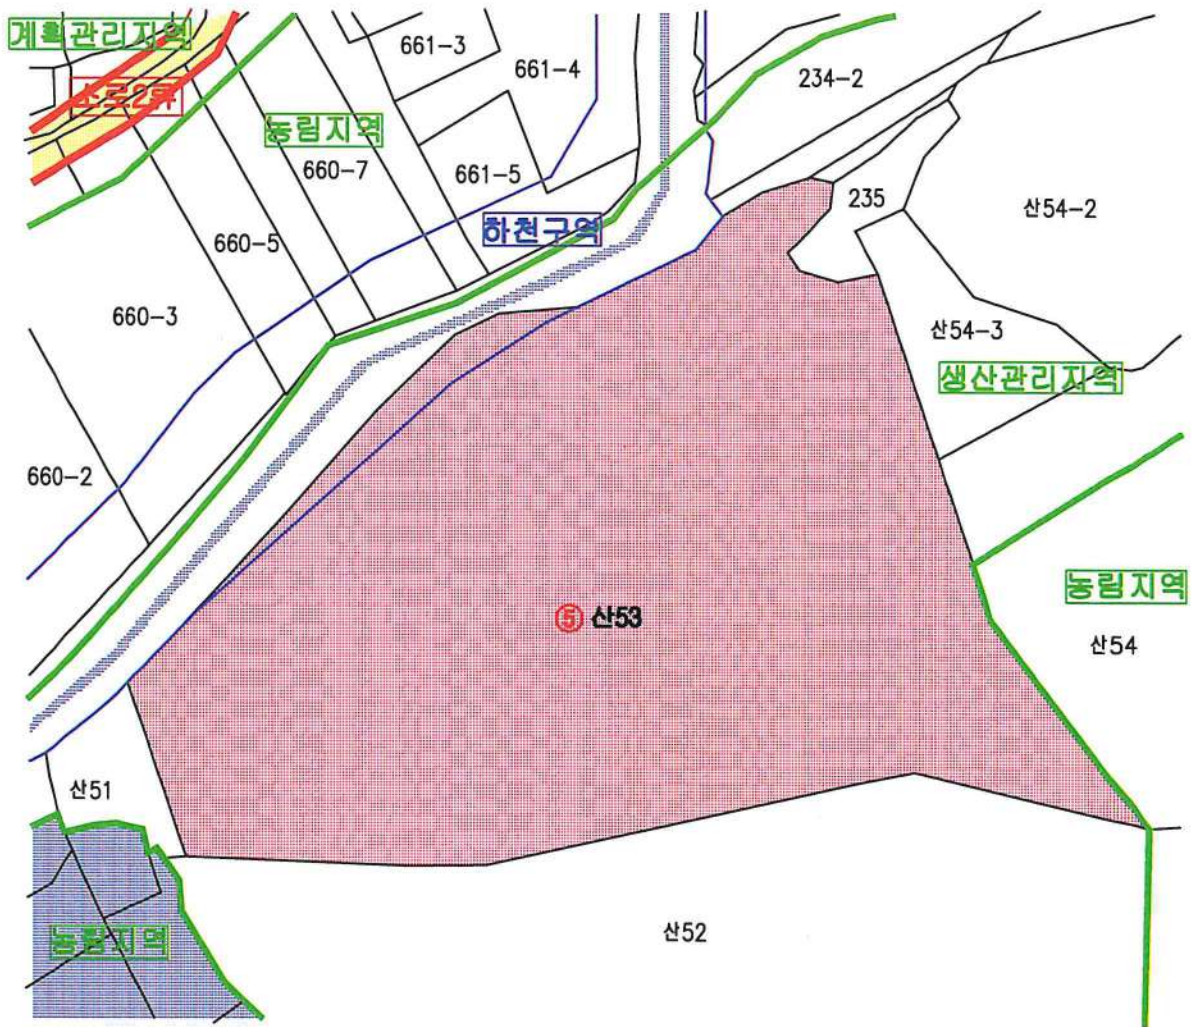 계획관리지역
661-3
661-4
234-2
소로2류
농림지역
660-7
661-5
235
산54-2
660-5
하천구역
660-3
산54-3
생산관리지역
660-2
농림지역
⑤ 산53
산54
산51
농림지역
산52